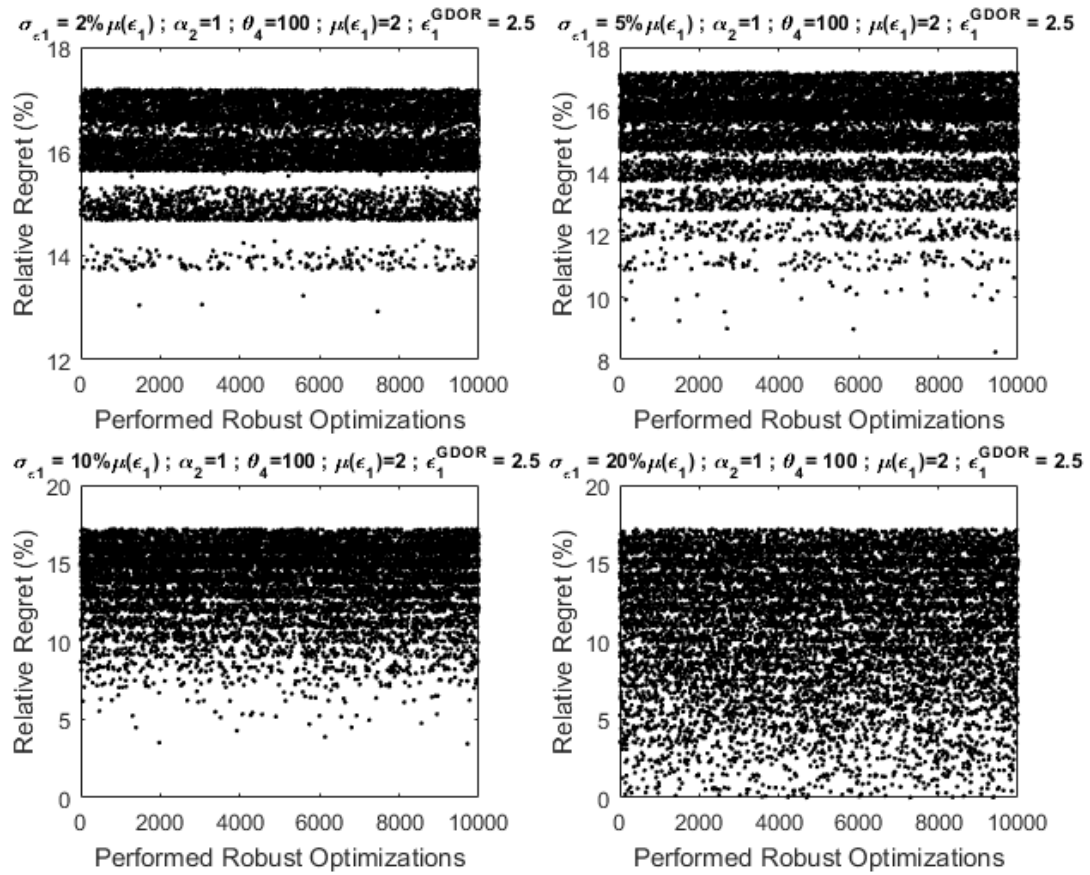 σε1 = 2%μ(ϵ1) ; α2=1 ; θ4=100 ; μ(ϵ1)=2 ; ϵ1GDOR = 2.5
18
16
14
12
Relative Regret (%)
0 2000 4000 6000 8000 10000
Performed Robust Optimizations
σε1 = 5%μ(ϵ1) ; α2=1 ; θ4=100 ; μ(ϵ1)=2 ; ϵ1GDOR = 2.5
18
16
14
12
10
8
Relative Regret (%)
0 2000 4000 6000 8000 10000
Performed Robust Optimizations
σε1 = 10%μ(ϵ1) ; α2=1 ; θ4=100 ; μ(ϵ1)=2 ; ϵ1GDOR = 2.5
20
15
10
5
0
Relative Regret (%)
0 2000 4000 6000 8000 10000
Performed Robust Optimizations
σε1 = 20%μ(ϵ1) ; α2=1 ; θ4= 100 ; μ(ϵ1)=2 ; ϵ1GDOR = 2.5
20
15
10
5
0
Relative Regret (%)
0 2000 4000 6000 8000 10000
Performed Robust Optimizations